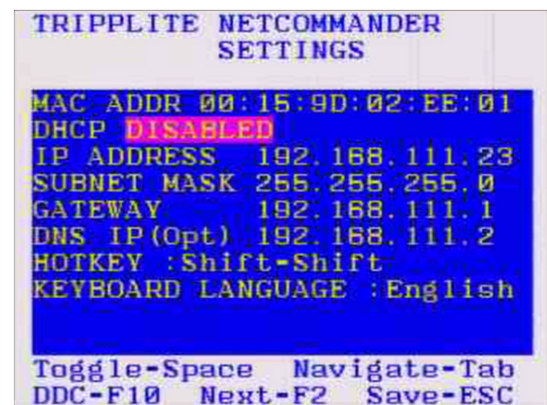 TRIPPLITE NETCOMMANDER
SETTINGS
MAC ADDR 00:15:9D:02:EE:01
DHCP DISABLED
IP ADDRESS 192.168.111.23
SUBNET MASK 255.255.255.0
GATEWAY 192.168.111.1
DNS IP(Opt) 192.168.111.2
HOTKEY :Shift-Shift
KEYBOARD LANGUAGE :English
Toggle-Space Navigate-Tab
DDC-F10 Next-F2 Save-ESC